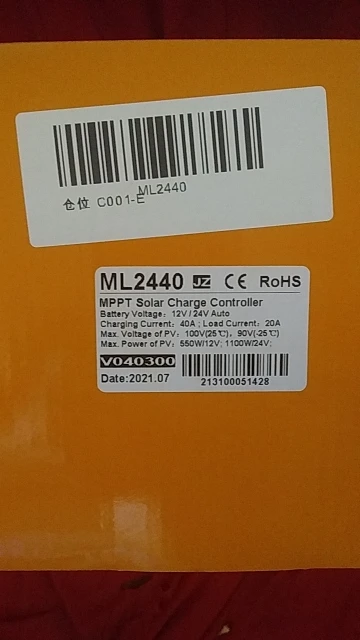 ML2440
仓位 C001-E
ML2440 JZ CE RoHS
MPPT Solar Charge Controller
Battery Voltage: 12V / 24V Auto
Charging Current: 40A ; Load Current: 20A
Max. Voltage of PV: 100V(25℃), 90V(-25℃)
Max. Power of PV: 550W/12V; 1100W/24V;
V040300
Date:2021.07
213100051428